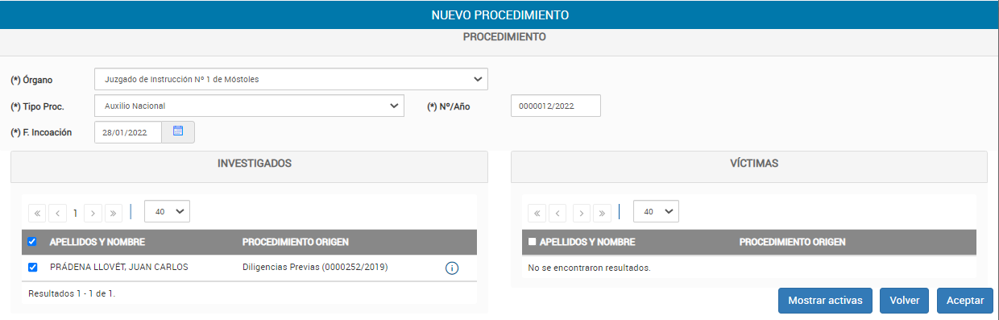 NUEVO PROCEDIMIENTO
PROCEDIMIENTO
(*) Órgano
Juzgado de Instrucción Nº 1 de Móstoles
(*) Tipo Proc.
Auxilio Nacional
(*) Nº/Año
0000012/2022
(*) F. Incoación
28/01/2022
INVESTIGADOS
« ‹ 1 › » 40
APELLIDOS Y NOMBRE PROCEDIMIENTO ORIGEN
PRÁDENA LLOVÉT, JUAN CARLOS Diligencias Previas (0000252/2019)
Resultados 1 - 1 de 1.
VÍCTIMAS
« ‹ › » 40
APELLIDOS Y NOMBRE PROCEDIMIENTO ORIGEN
No se encontraron resultados.
Mostrar activas Volver Aceptar